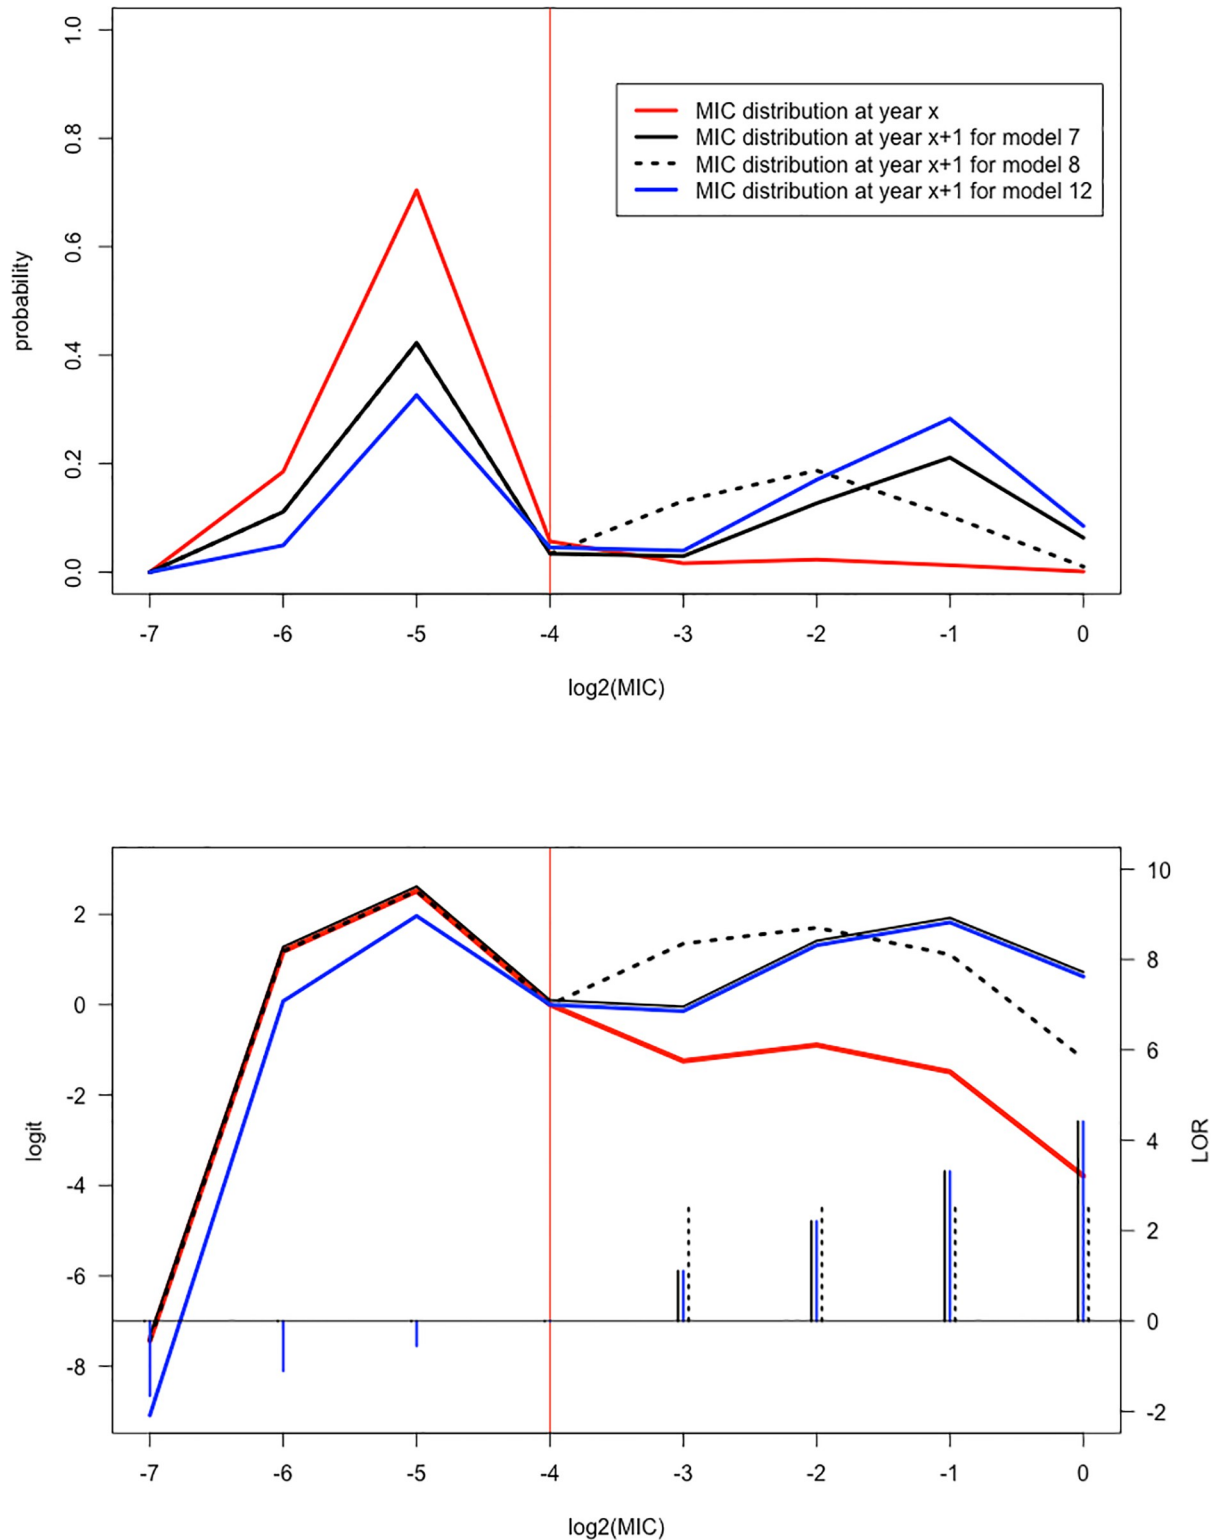 1.0
0.8
0.6
0.4
0.2
0.0
probability
MIC distribution at year x
MIC distribution at year x+1 for model 7
MIC distribution at year x+1 for model 8
MIC distribution at year x+1 for model 12
-7 -6 -5 -4 -3 -2 -1 0
log2(MIC)
2
0
-2
-4
-6
-8
logit
10
8
6
4
2
0
-2
LOR
-7 -6 -5 -4 -3 -2 -1 0
log2(MIC)